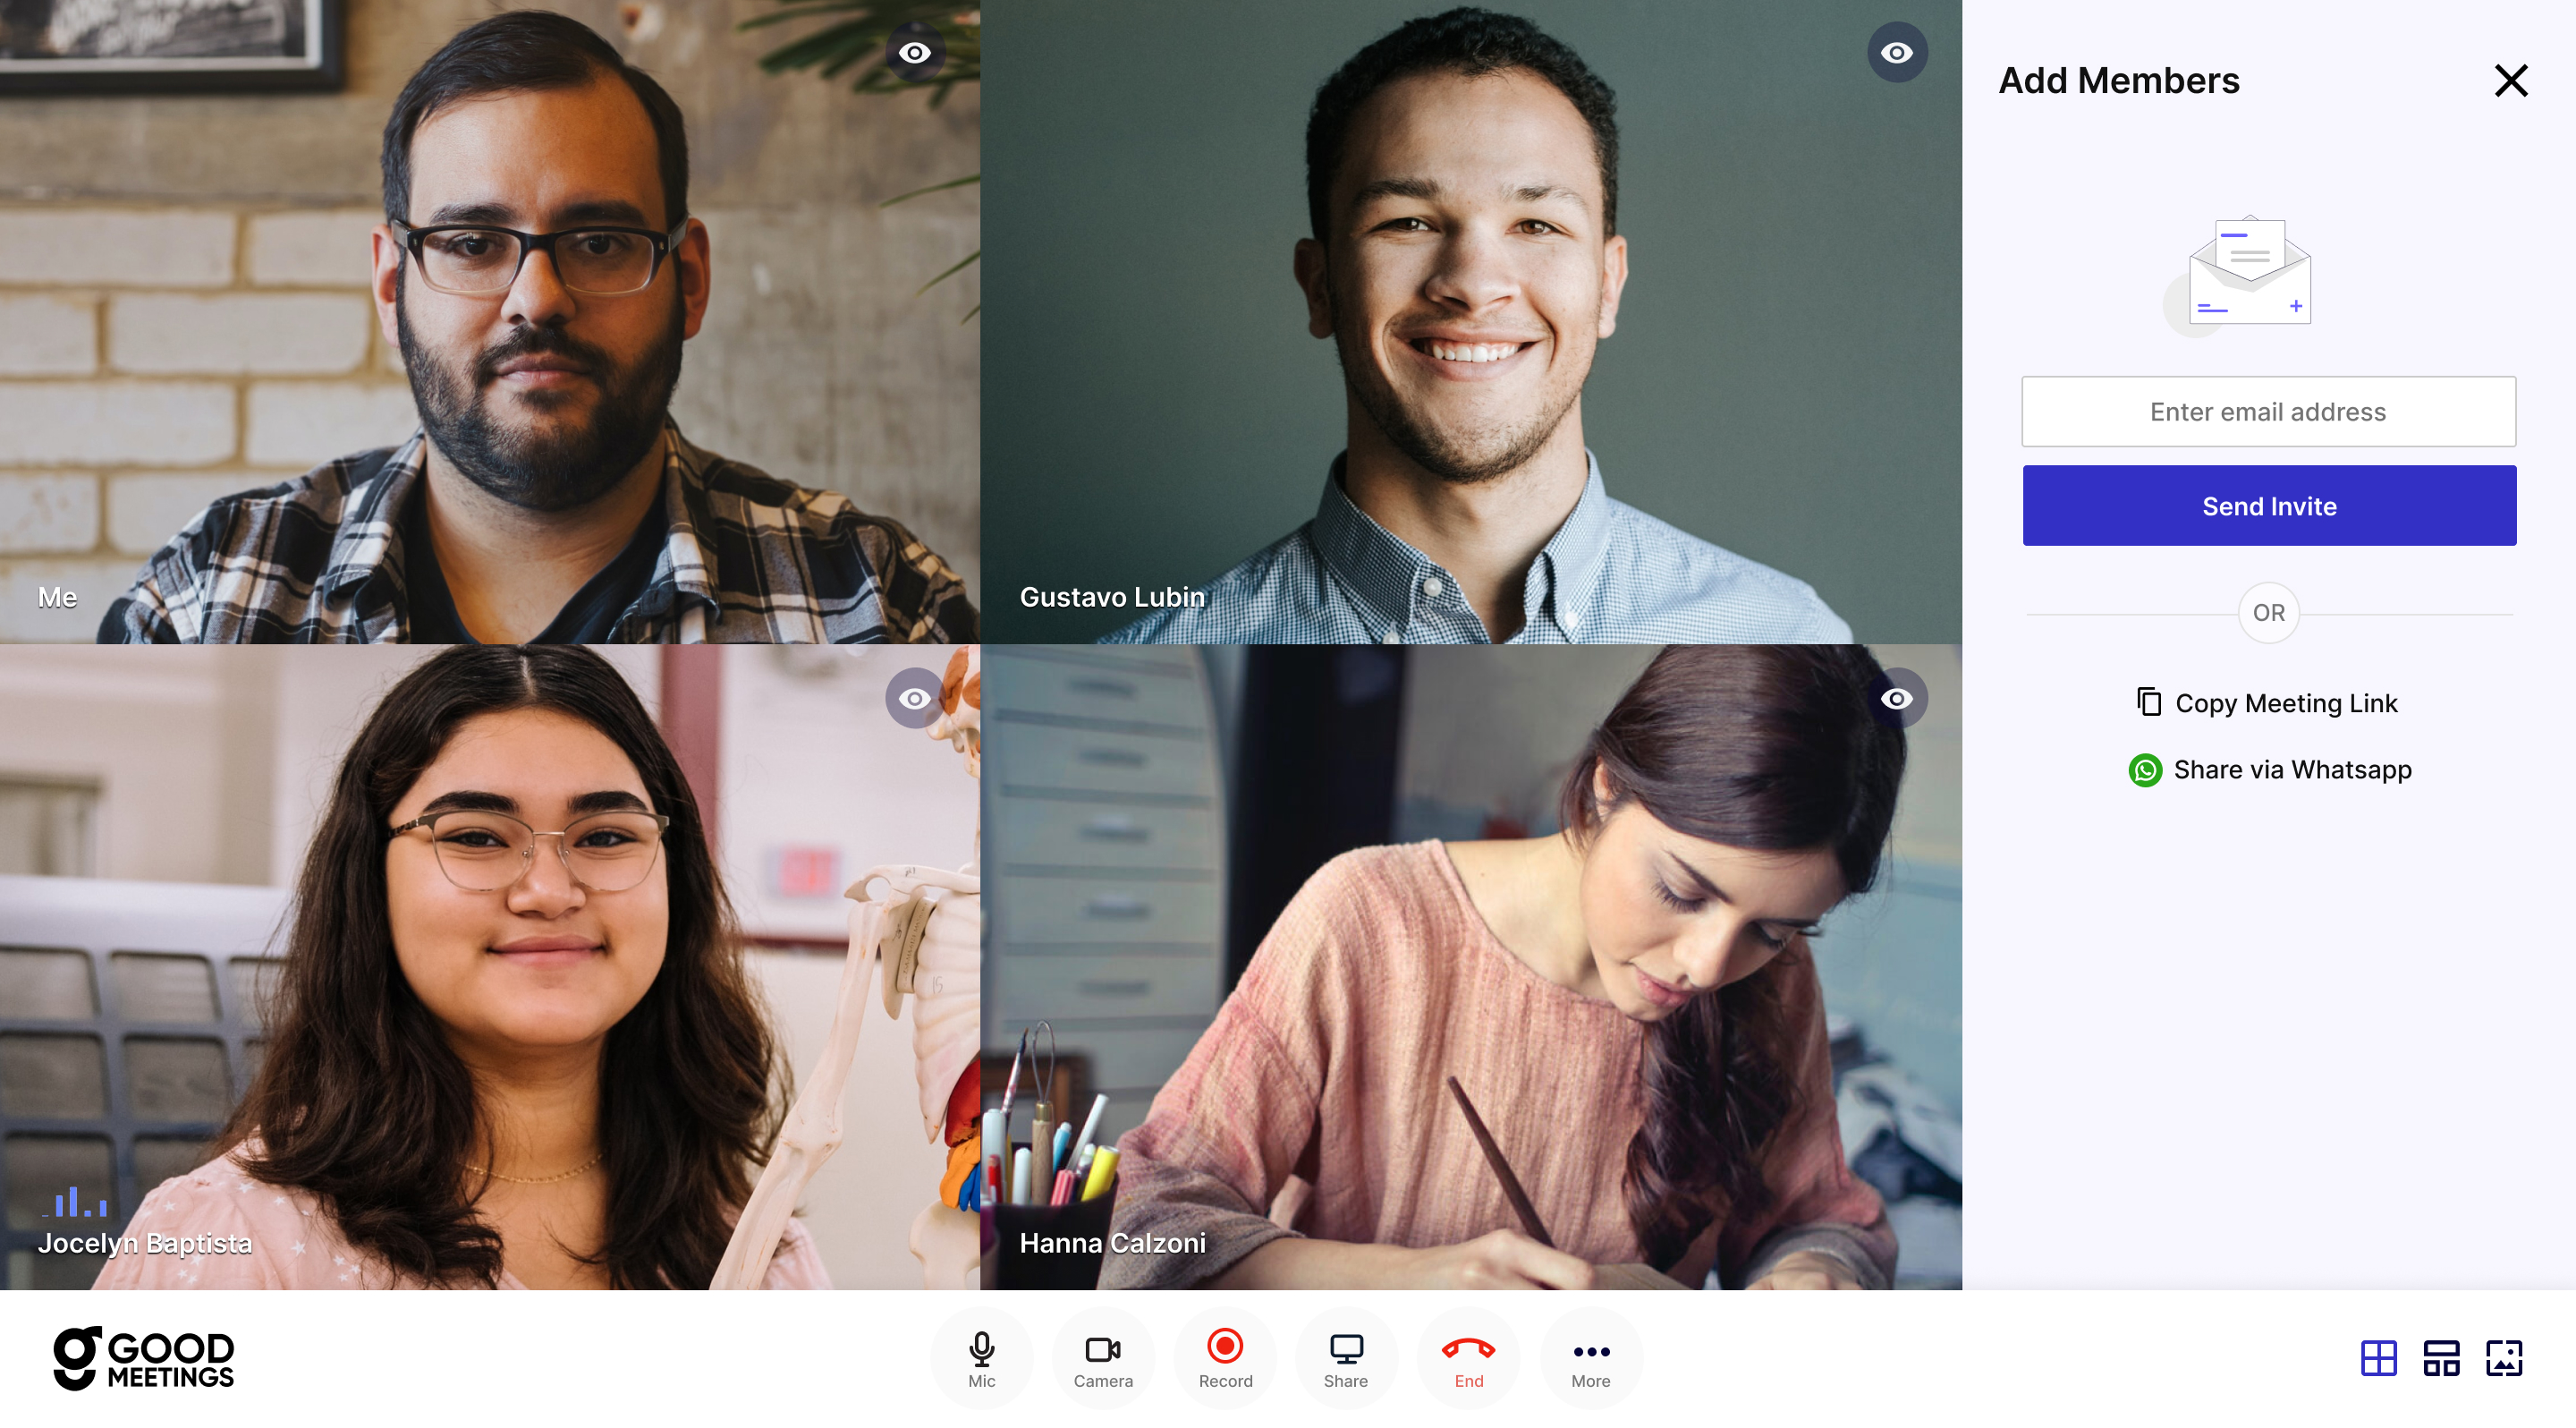 Me
Gustavo Lubin
Jocelyn Baptista
Hanna Calzoni
Add Members
Enter email address
Send Invite
OR
Copy Meeting Link
Share via Whatsapp
GOOD
MEETINGS
Mic
Camera
Record
Share
End
More